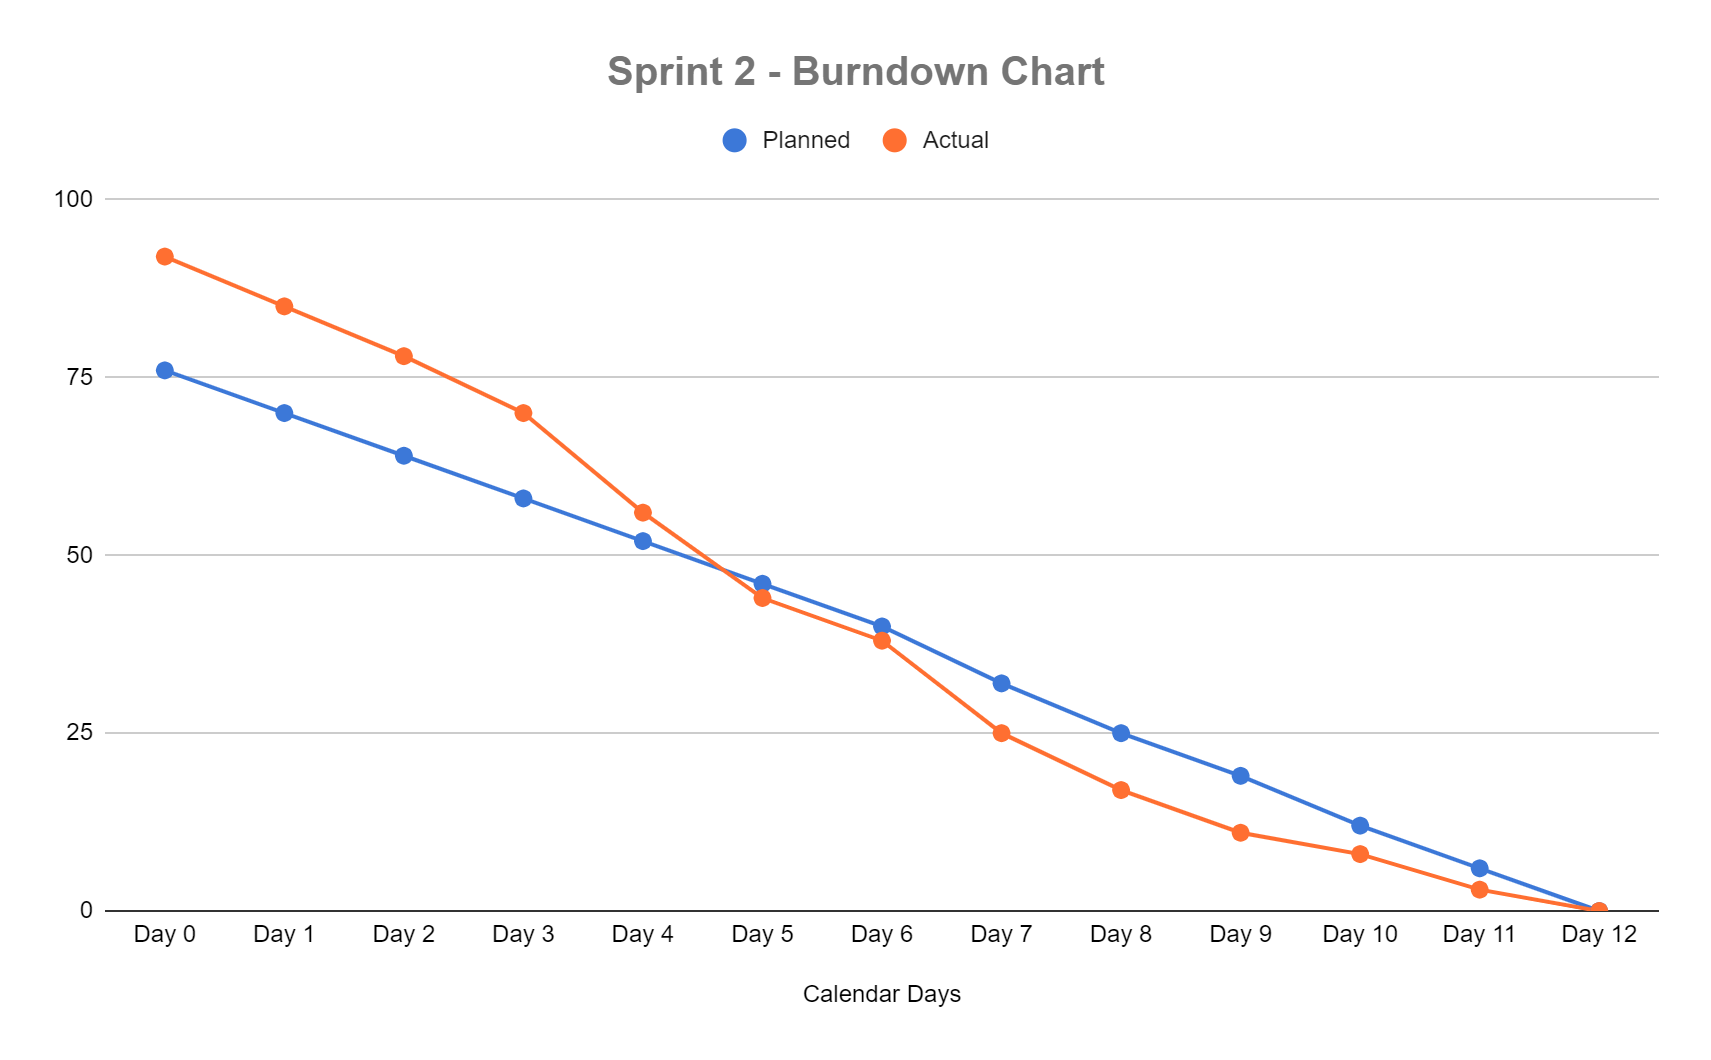 Sprint 2 - Burndown Chart
Planned Actual
100
75
50
25
0
Day 0 Day 1 Day 2 Day 3 Day 4 Day 5 Day 6 Day 7 Day 8 Day 9 Day 10 Day 11 Day 12
Calendar Days